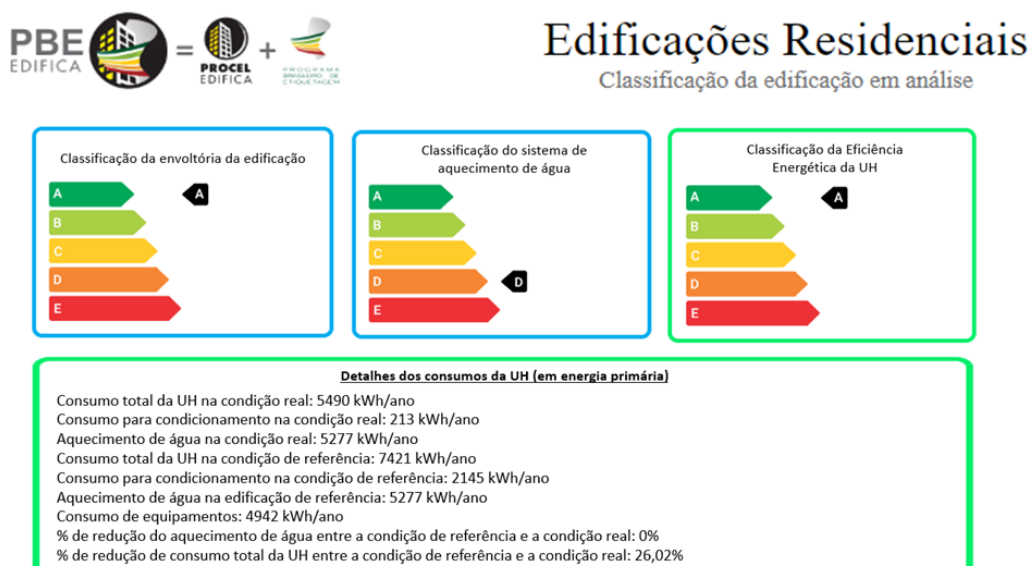 PBE
EDIFICA
=
PROCEL
EDIFICA
+
PROGRAMA
BRASILEIRO DE
ETIQUETAGEM
Edificações Residenciais
Classificação da edificação em análise
Classificação da envoltória da edificação
A
A
B
C
D
E
Classificação do sistema de
aquecimento de água
A
B
C
D
D
E
Classificação da Eficiência
Energética da UH
A
A
B
C
D
E
Detalhes dos consumos da UH (em energia primária)
Consumo total da UH na condição real: 5490 kWh/ano
Consumo para condicionamento na condição real: 213 kWh/ano
Aquecimento de água na condição real: 5277 kWh/ano
Consumo total da UH na condição de referência: 7421 kWh/ano
Consumo para condicionamento na condição de referência: 2145 kWh/ano
Aquecimento de água na edificação de referência: 5277 kWh/ano
Consumo de equipamentos: 4942 kWh/ano
% de redução do aquecimento de água entre a condição de referência e a condição real: 0%
% de redução de consumo total da UH entre a condição de referência e a condição real: 26,02%